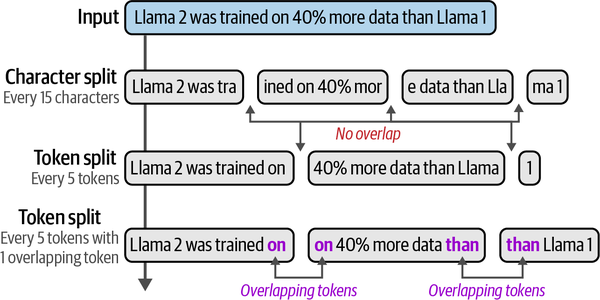 Input
Llama 2 was trained on 40% more data than Llama 1
Character split
Every 15 characters
Llama 2 was tra
ined on 40% mor
e data than Lla
ma 1
No overlap
Token split
Every 5 tokens
Llama 2 was trained on
40% more data than Llama
1
Token split
Every 5 tokens with
1 overlapping token
Llama 2 was trained on
on 40% more data than
than Llama 1
Overlapping tokens
Overlapping tokens